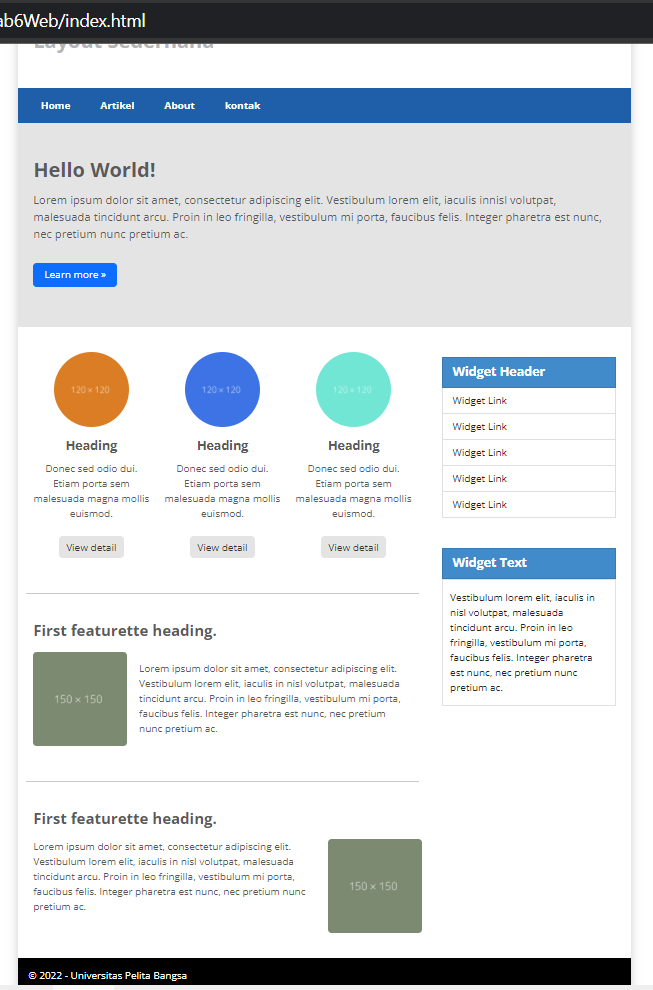 ab6Web/index.html
Layout Sederhana
Home Artikel About kontak
Hello World!
Lorem ipsum dolor sit amet, consectetur adipiscing elit. Vestibulum lorem elit, iaculis innisl volutpat,
malesuada tincidunt arcu. Proin in leo fringilla, vestibulum mi porta, faucibus felis. Integer pharetra est nunc,
nec pretium nunc pretium ac.
Learn more »
120 × 120
Heading
Donec sed odio dui.
Etiam porta sem
malesuada magna mollis
euismod.
View detail
120 × 120
Heading
Donec sed odio dui.
Etiam porta sem
malesuada magna mollis
euismod.
View detail
120 × 120
Heading
Donec sed odio dui.
Etiam porta sem
malesuada magna mollis
euismod.
View detail
First featurette heading.
150 × 150
Lorem ipsum dolor sit amet, consectetur adipiscing elit.
Vestibulum lorem elit, iaculis in nisl volutpat, malesuada
tincidunt arcu. Proin in leo fringilla, vestibulum mi porta,
faucibus felis. Integer pharetra est nunc, nec pretium
nunc pretium ac.
First featurette heading.
Lorem ipsum dolor sit amet, consectetur adipiscing elit.
Vestibulum lorem elit, iaculis in nisl volutpat, malesuada
tincidunt arcu. Proin in leo fringilla, vestibulum mi porta,
faucibus felis. Integer pharetra est nunc, nec pretium nunc
pretium ac.
150 × 150
Widget Header
Widget Link
Widget Link
Widget Link
Widget Link
Widget Link
Widget Text
Vestibulum lorem elit, iaculis in
nisl volutpat, malesuada
tincidunt arcu. Proin in leo
fringilla, vestibulum mi porta,
faucibus felis. Integer pharetra
est nunc, nec pretium nunc
pretium ac.
© 2022 - Universitas Pelita Bangsa